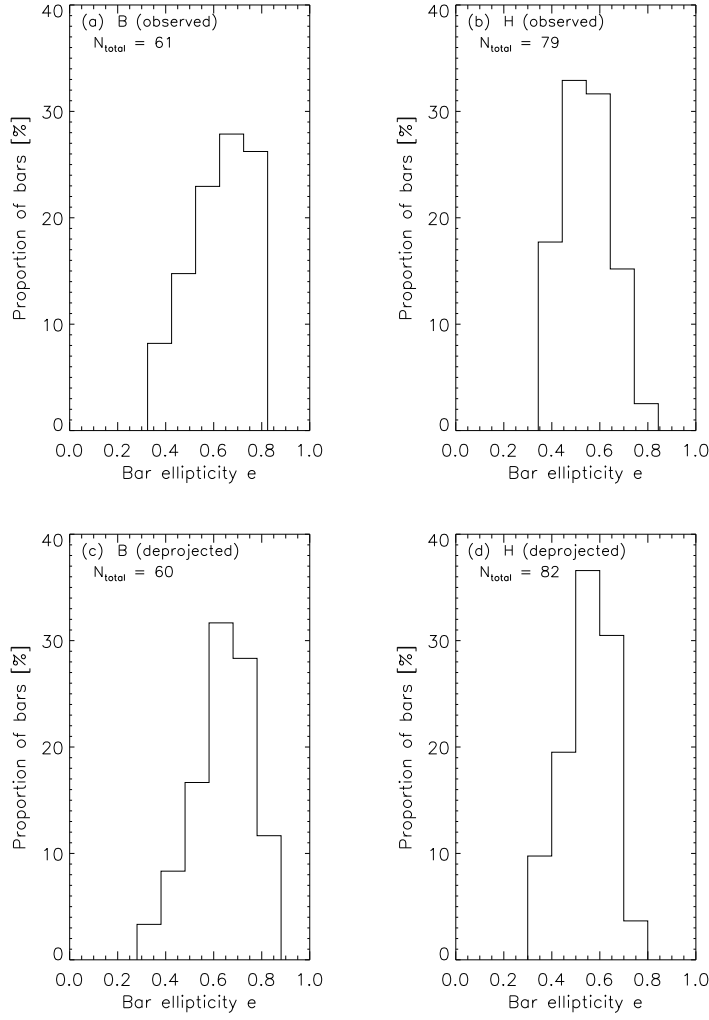 (a) B (observed)
N_total = 61
40
30
20
10
0
Proportion of bars [%]
0.0 0.2 0.4 0.6 0.8 1.0
Bar ellipticity e
(b) H (observed)
N_total = 79
40
30
20
10
0
Proportion of bars [%]
0.0 0.2 0.4 0.6 0.8 1.0
Bar ellipticity e
(c) B (deprojected)
N_total = 60
40
30
20
10
0
Proportion of bars [%]
0.0 0.2 0.4 0.6 0.8 1.0
Bar ellipticity e
(d) H (deprojected)
N_total = 82
40
30
20
10
0
Proportion of bars [%]
0.0 0.2 0.4 0.6 0.8 1.0
Bar ellipticity e